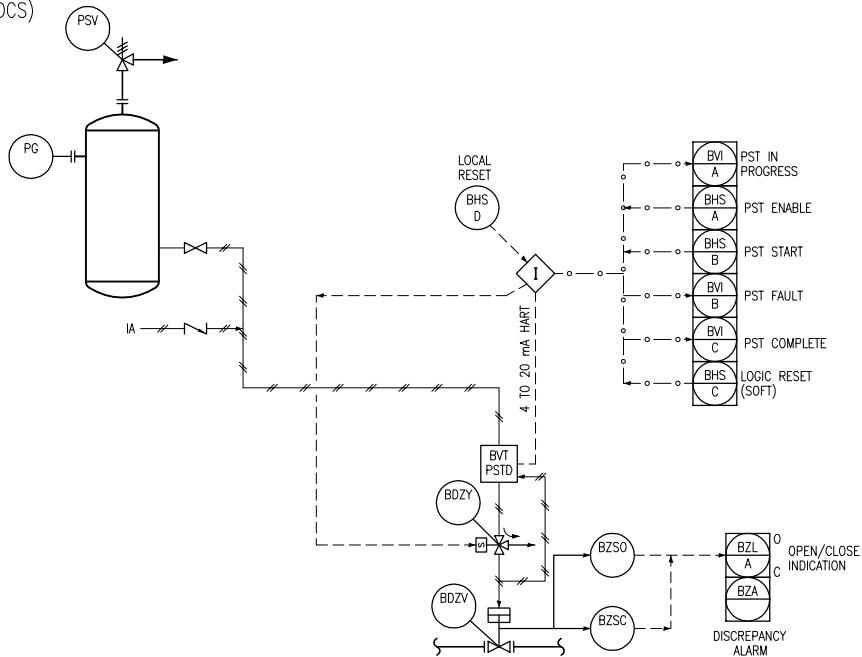 DCS)
PSV
PG
IA
LOCAL
RESET
BHS
D
I
4 TO 20 mA HART
BVI
A
PST IN
PROGRESS
BHS
A
PST ENABLE
BHS
B
PST START
BVI
B
PST FAULT
BVI
C
PST COMPLETE
BHS
C
LOGIC RESET
(SOFT)
BVT
PSTD
BDZY
S
BDZV
BZSO
BZSC
BZL
A
O
C
OPEN/CLOSE
INDICATION
BZA
DISCREPANCY
ALARM